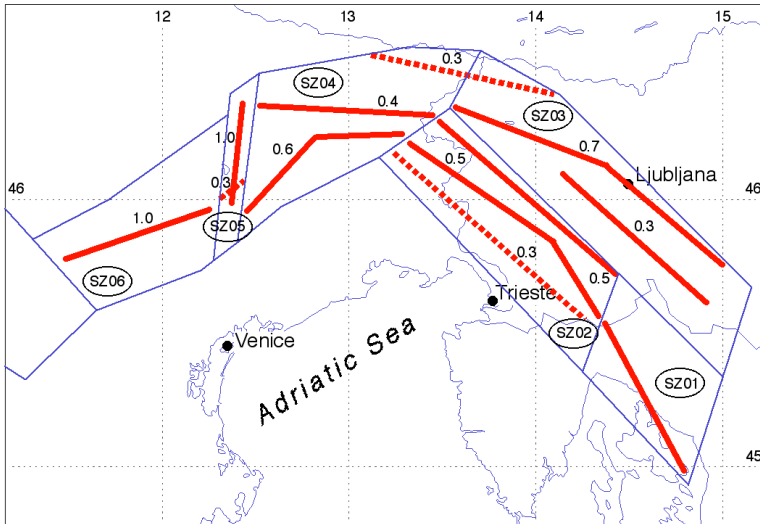 12 13 14 15
0.3
SZ04
0.4
SZ03
1.0
0.6
0.7
0.5
46 0.3 Ljubljana 46
1.0
SZ05
0.3
0.3
0.5
SZ06
Trieste
SZ02
Venice
Adriatic Sea
SZ01
45